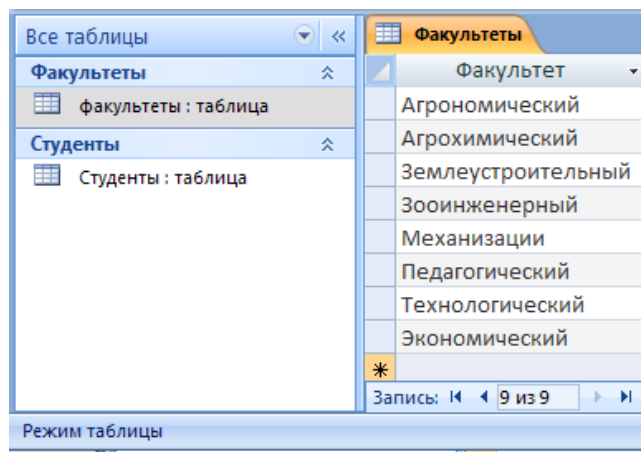 Все таблицы
Факультеты
факультеты : таблица
Студенты
Студенты : таблица
Факультеты
Факультет
Агрономический
Агрохимический
Землеустроительный
Зооинженерный
Механизации
Педагогический
Технологический
Экономический
Запись: 9 из 9
Режим таблицы